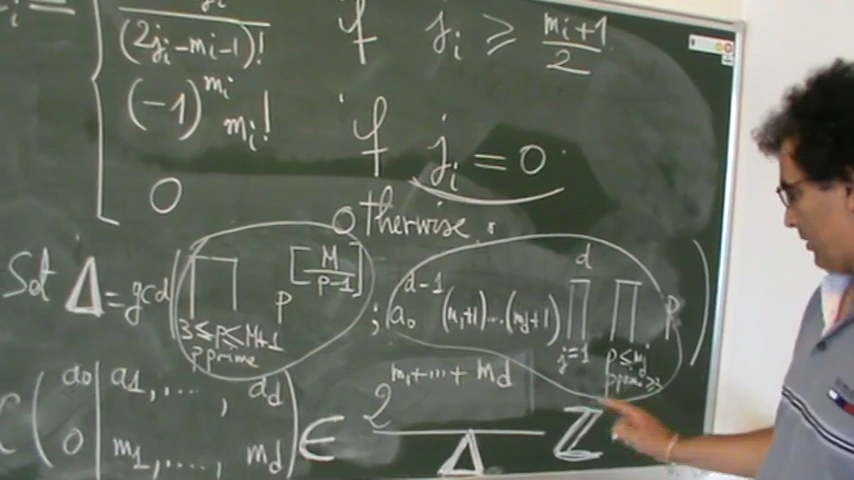 (2j_i - m_i - 1)! if j_i ≥ (m_i + 1)/2
(-1)^{m_i} m_i! if j_i = 0
0 otherwise.
Set Δ = gcd( ∏_{3 ≤ p ≤ M+1, p prime} p^{[M/(p-1)]} ; a_0^{d-1} (m_1+1)...(m_d+1) ∏_{j=1}^{d} ∏_{p ≤ m_j, p prime ≥ 3} p )
C( a_0 | a_1, ..., a_d
0 | m_1, ..., m_d ) ∈ 2^{m_1+...+m_d}/Δ ℤ.